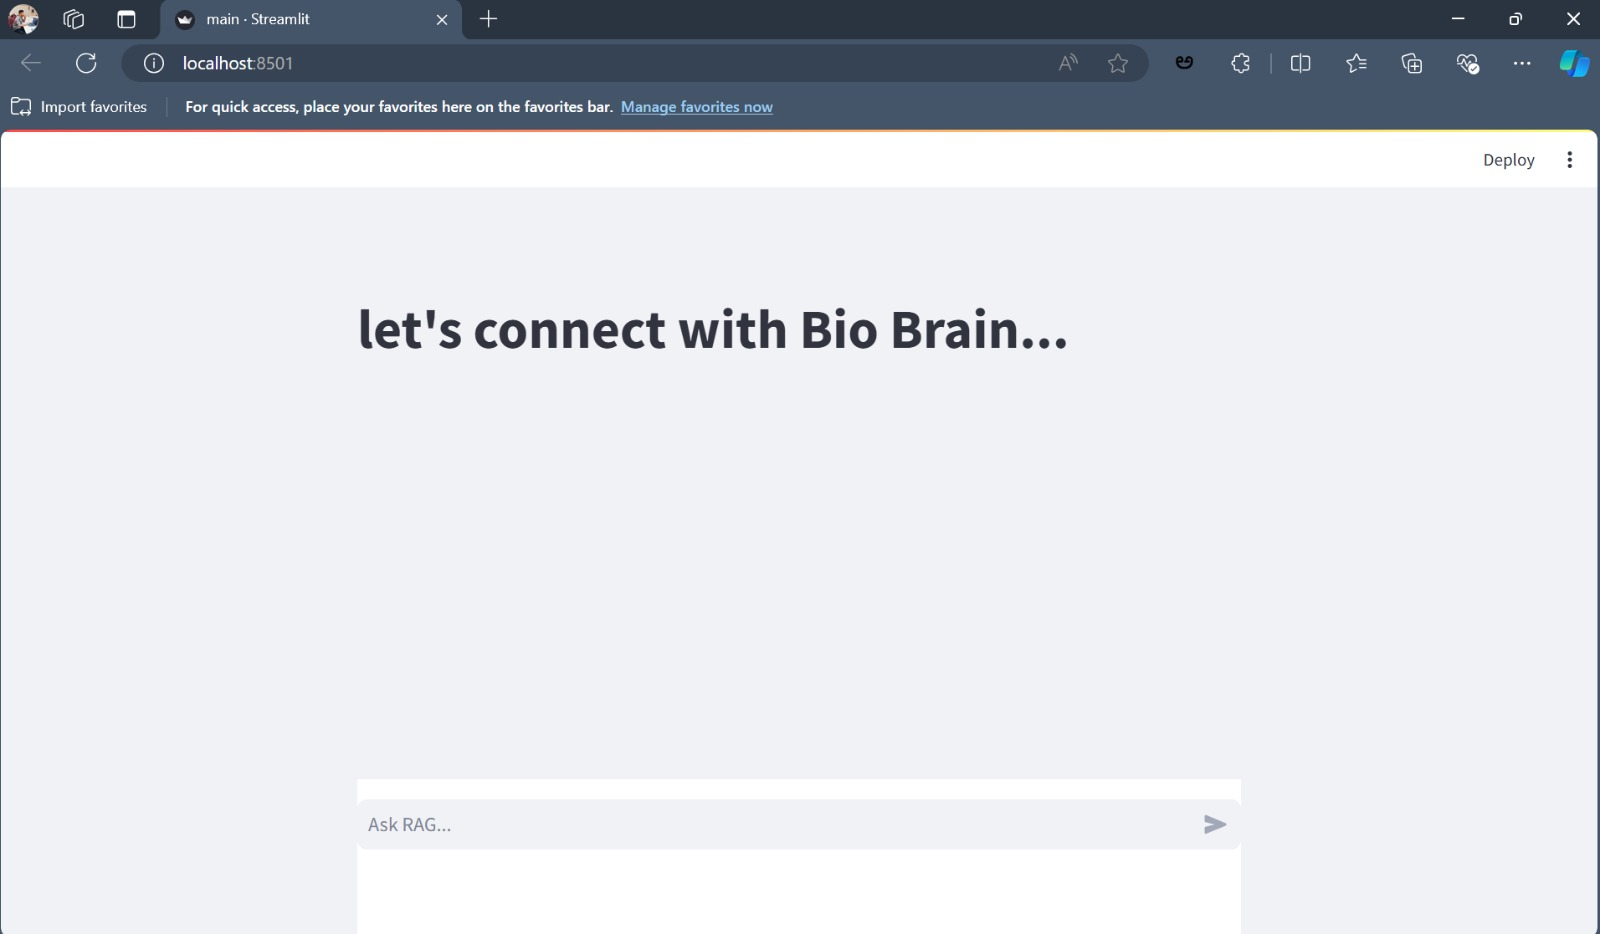 main · Streamlit
localhost:8501
Import favorites
For quick access, place your favorites here on the favorites bar. Manage favorites now
Deploy
let's connect with Bio Brain...
Ask RAG...